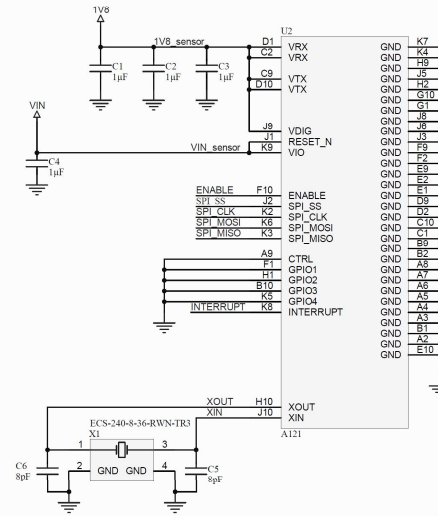 1V8
U2
1V8_sensor D1 VRX GND K7
C2 VRX GND K4
GND H9
C1 1µF C2 1µF C3 1µF
C9 VTX GND J5
D10 VTX GND H2
GND G10
GND G1
GND J8
VIN
J9 VDIG GND J6
J1 RESET_N GND J3
VIN_sensor K9 VIO GND F9
C4 1µF
GND F2
GND E9
GND E2
ENABLE F10 ENABLE GND E1
SPI_SS J2 SPI_SS GND D9
SPI_CLK K2 SPI_CLK GND D2
SPI_MOSI K6 SPI_MOSI GND C10
SPI_MISO K3 SPI_MISO GND C1
GND B9
A9 CTRL GND B2
F1 GPIO1 GND A8
H1 GPIO2 GND A7
B10 GPIO3 GND A6
K5 GPIO4 GND A5
INTERRUPT K8 INTERRUPT GND A4
GND A3
GND B1
GND A2
GND E10
XOUT H10 XOUT
XIN J10 XIN
ECS-240-8-36-RWN-TR3
X1
A121
1 3
C6 8pF
2 GND GND 4
C5 8pF